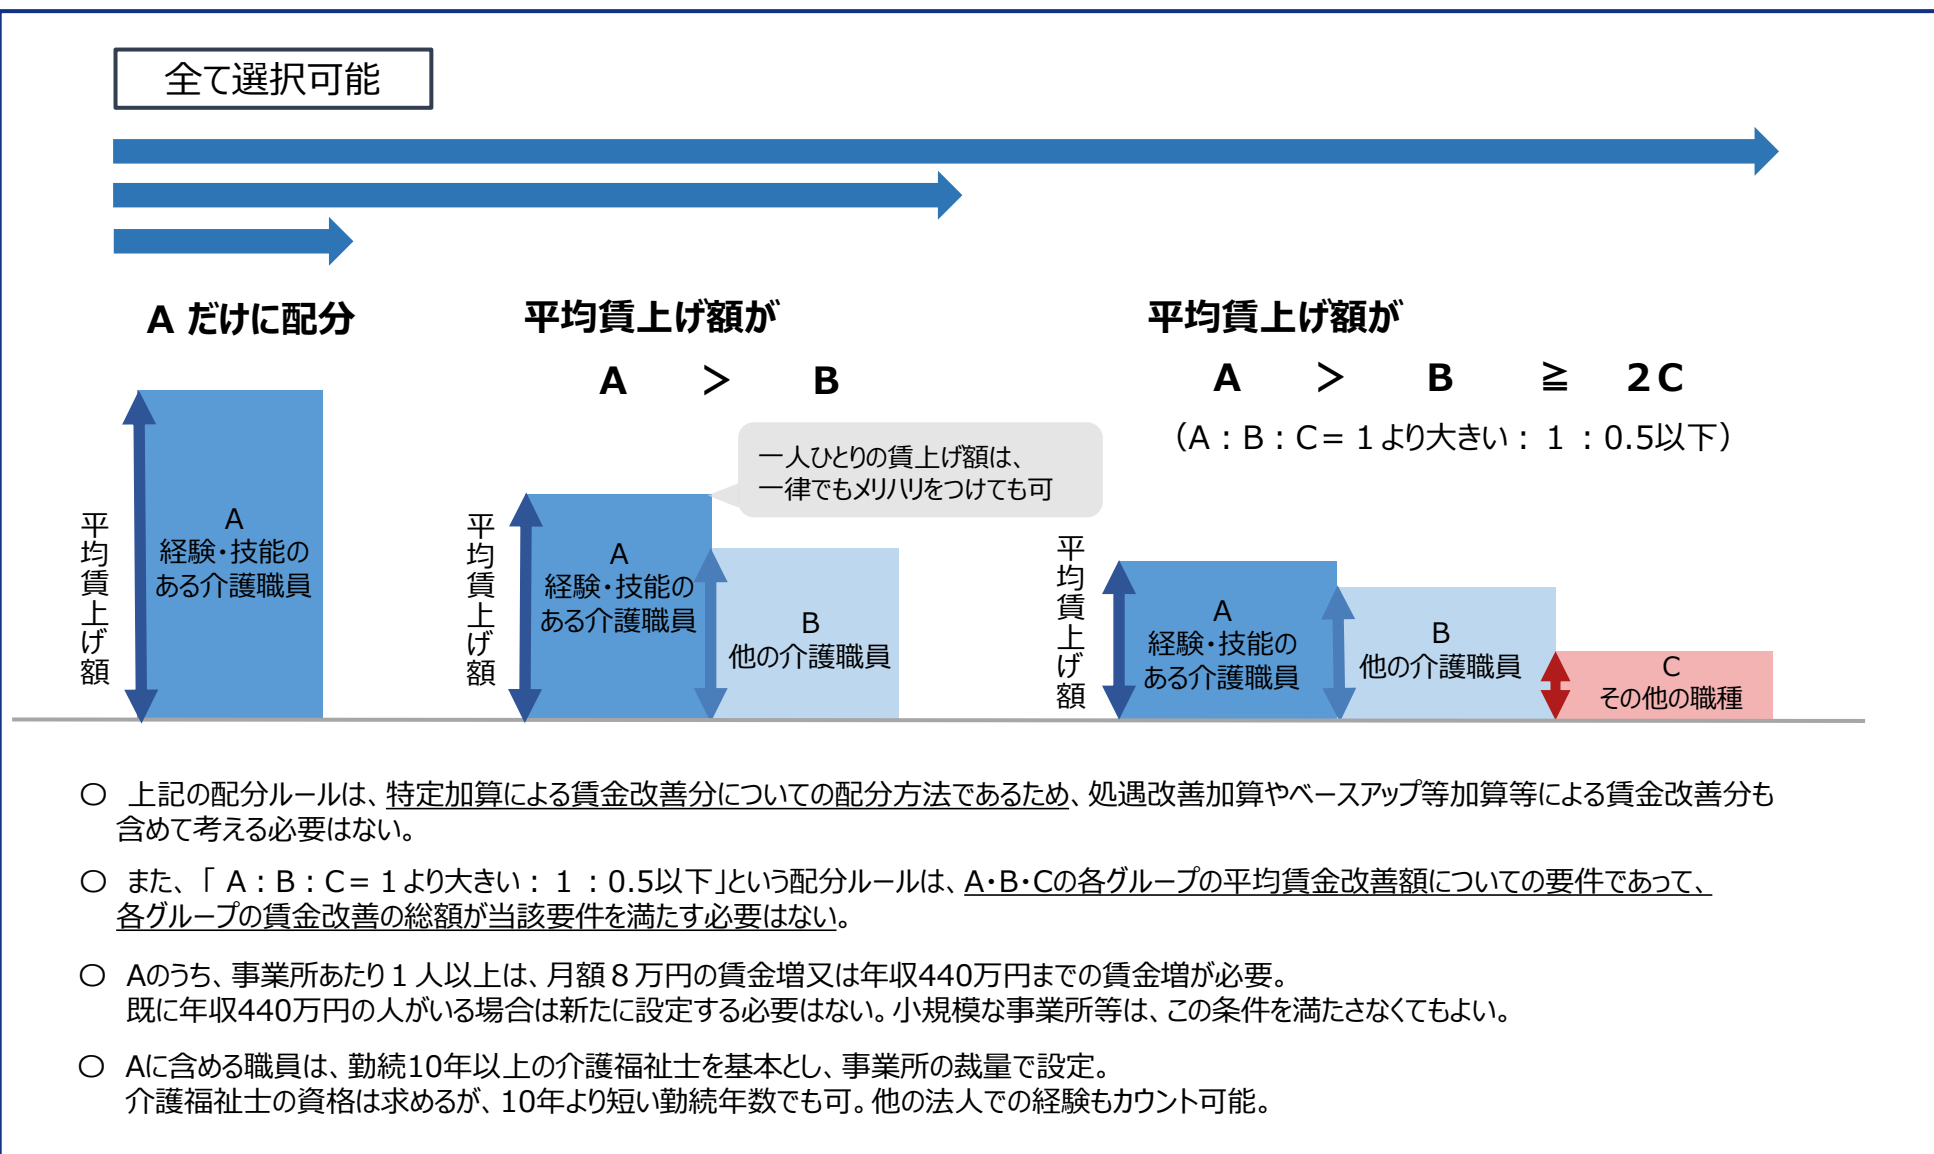 全て選択可能
A だけに配分
平均賃上げ額が
A ＞ B
平均賃上げ額が
A ＞ B ≧ 2C
（A：B：C＝１より大きい：１：0.5以下）
一人ひとりの賃上げ額は、
一律でもメリハリをつけても可
平均賃上げ額
A
経験・技能の
ある介護職員
平均賃上げ額
A
経験・技能の
ある介護職員
B
他の介護職員
平均賃上げ額
A
経験・技能の
ある介護職員
B
他の介護職員
C
その他の職種
○ 上記の配分ルールは、特定加算による賃金改善分についての配分方法であるため、処遇改善加算やベースアップ等加算等による賃金改善分も
含めて考える必要はない。
○ また、「A：B：C＝１より大きい：１：0.5以下」という配分ルールは、A・B・Cの各グループの平均賃金改善額についての要件であって、
各グループの賃金改善の総額が当該要件を満たす必要はない。
○ Aのうち、事業所あたり１人以上は、月額８万円の賃金増又は年収440万円までの賃金増が必要。
既に年収440万円の人がいる場合は新たに設定する必要はない。小規模な事業所等は、この条件を満たさなくてもよい。
○ Aに含める職員は、勤続10年以上の介護福祉士を基本とし、事業所の裁量で設定。
介護福祉士の資格は求めるが、10年より短い勤続年数でも可。他の法人での経験もカウント可能。